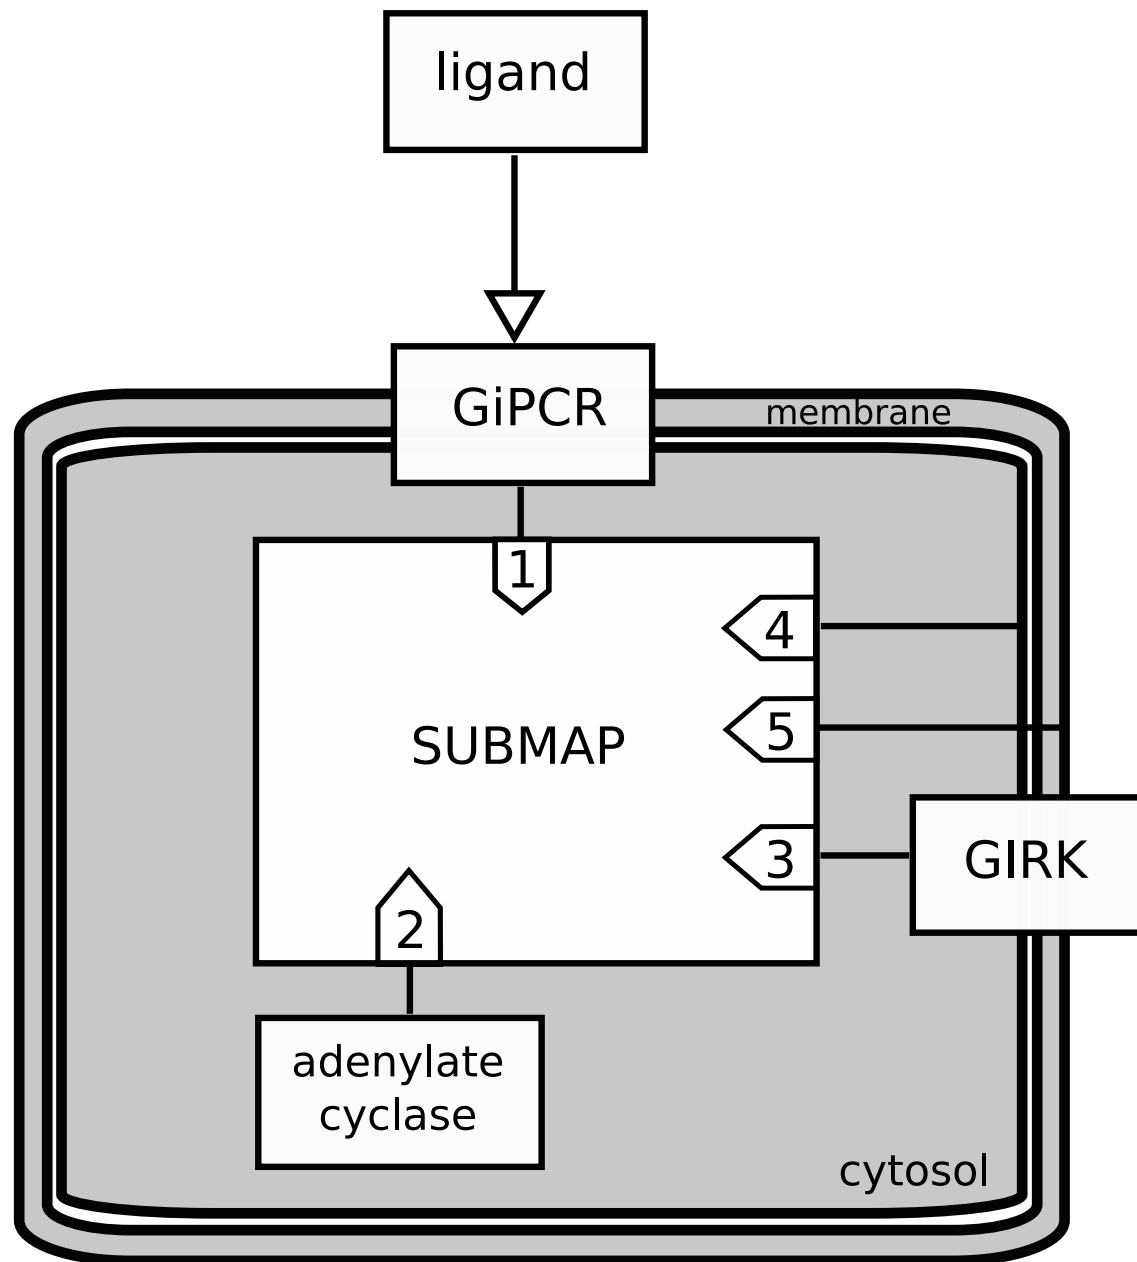 ligand
GiPCR
membrane
1
4
5
SUBMAP
3
GIRK
2
adenylate
cyclase
cytosol